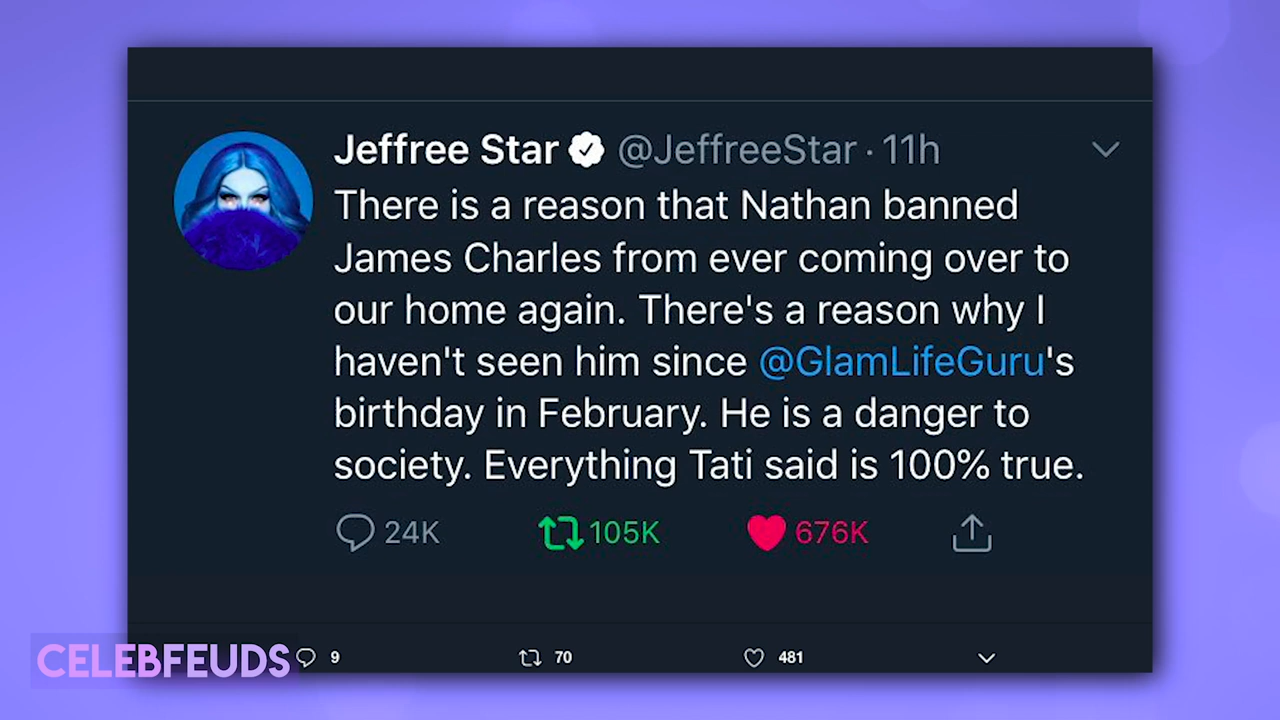 Jeffree Star @JeffreeStar · 11h
There is a reason that Nathan banned
James Charles from ever coming over to
our home again. There's a reason why I
haven't seen him since @GlamLifeGuru's
birthday in February. He is a danger to
society. Everything Tati said is 100% true.
24K 105K 676K
CELEBFEUDS 9 70 481